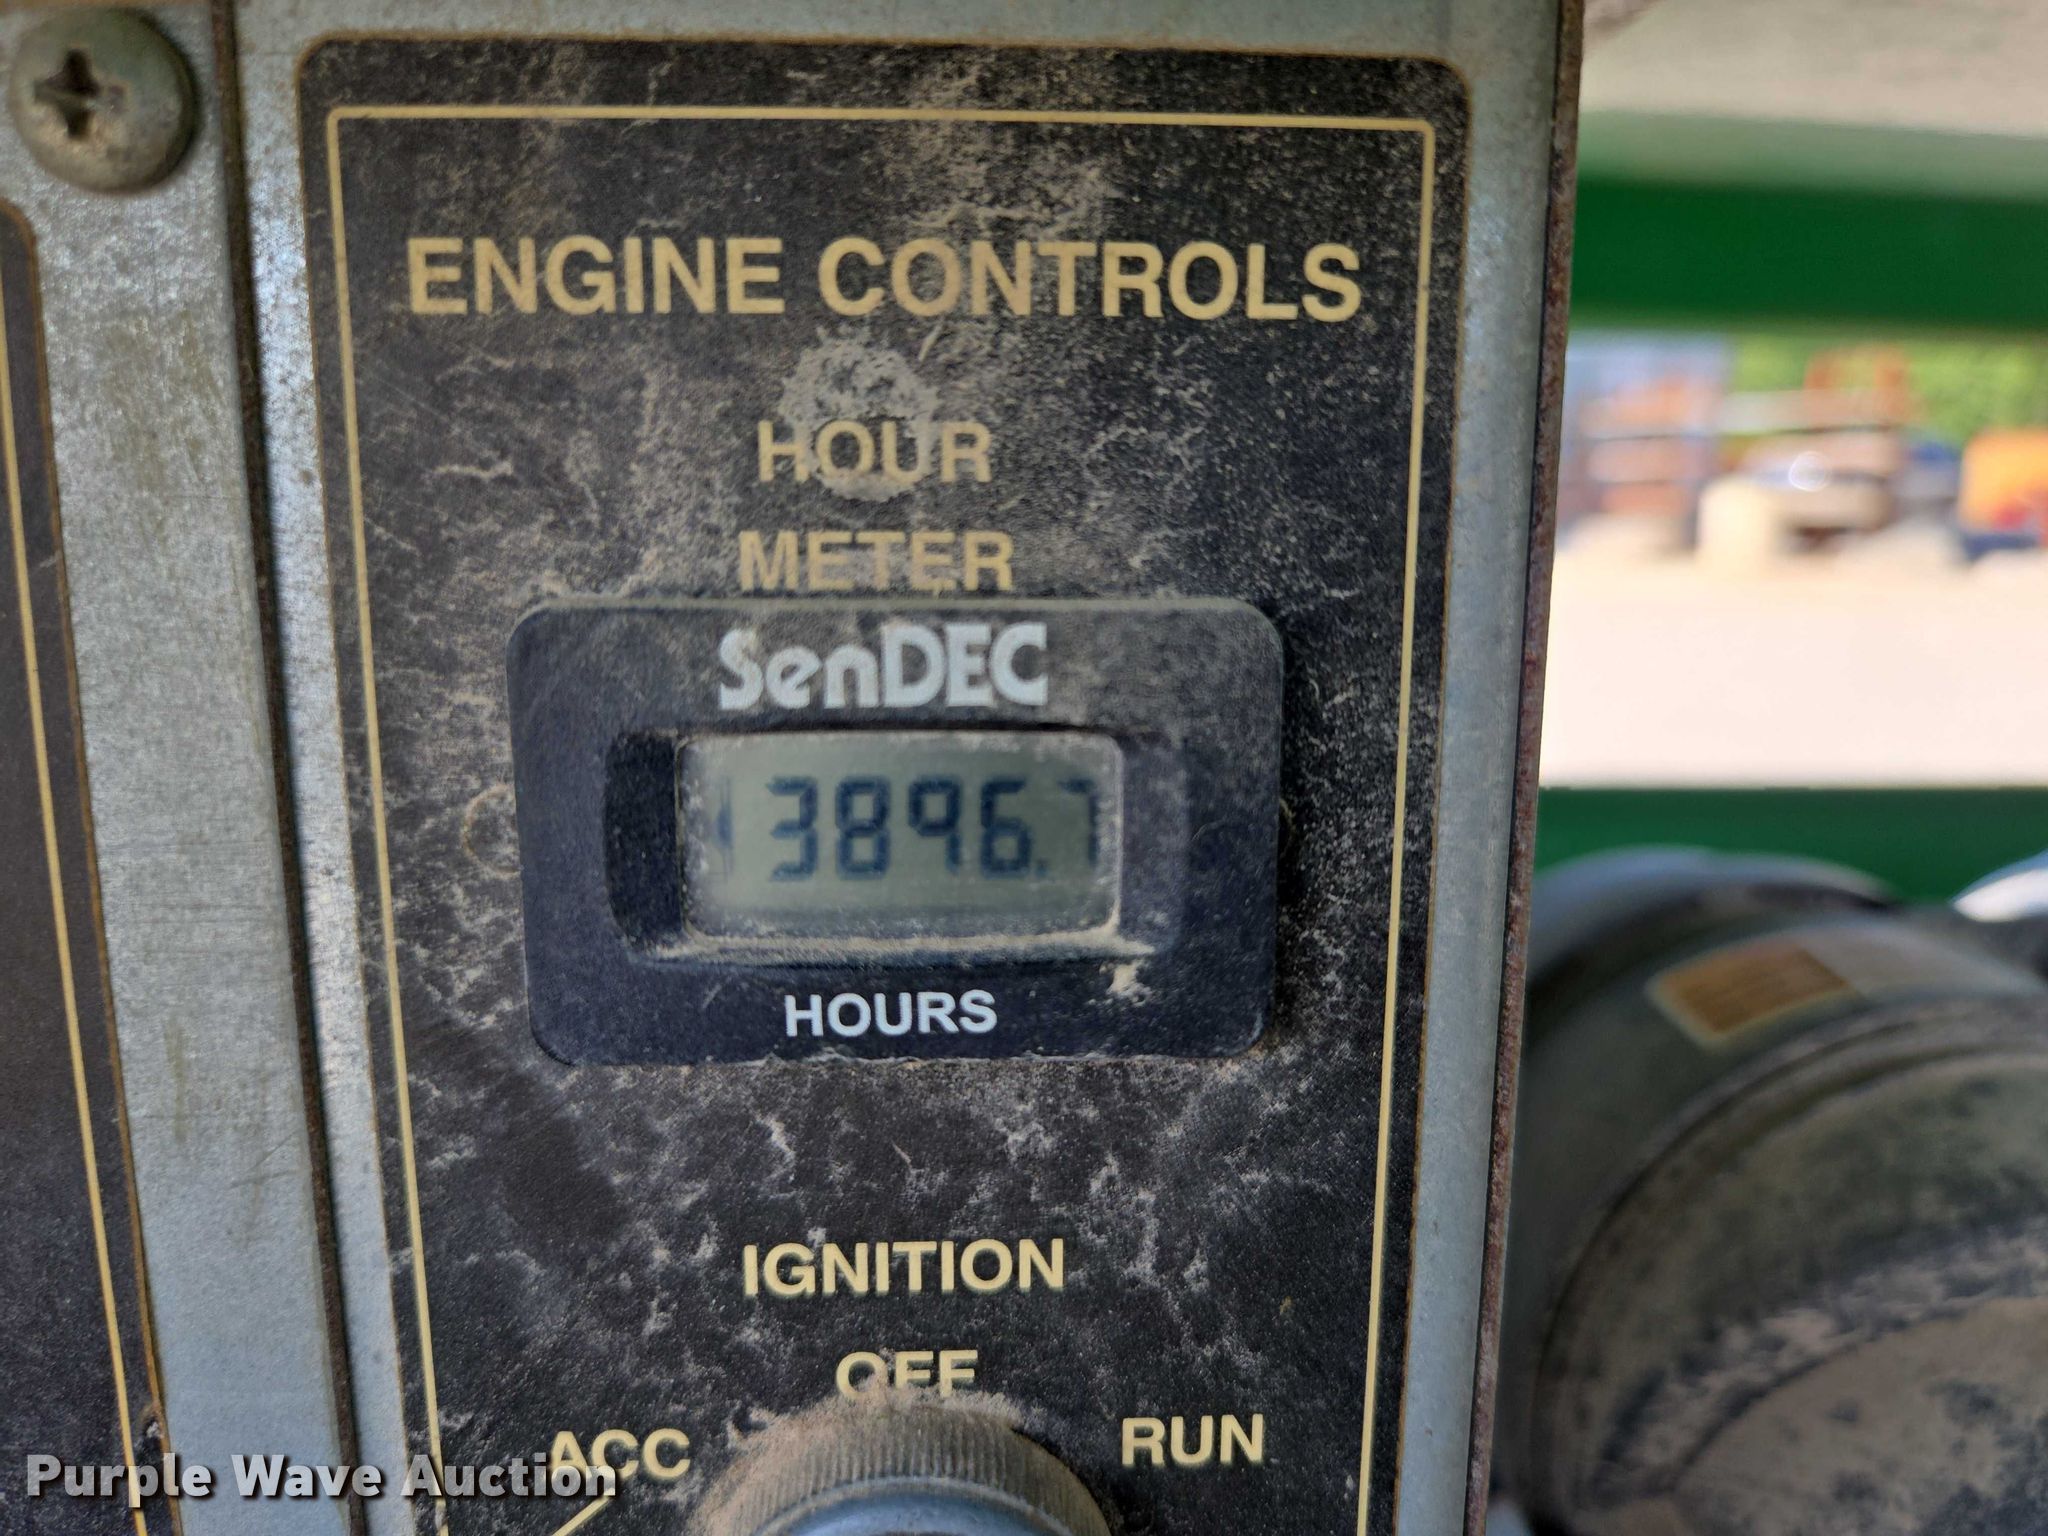 ENGINE CONTROLS
HOUR
METER
SenDEC
3896.7
HOURS
IGNITION
OFF
ACC
RUN
Purple Wave Auction